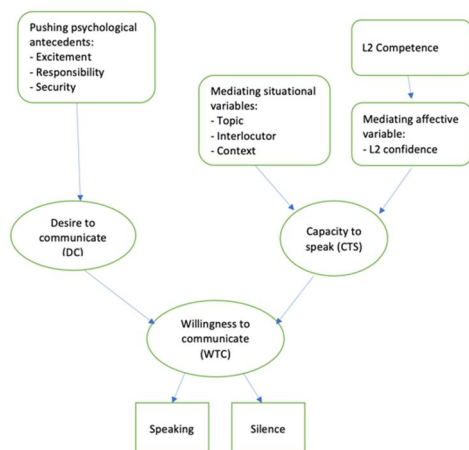 Pushing psychological
antecedents:
- Excitement
- Responsibility
- Security
L2 Competence
Mediating situational
variables:
- Topic
- Interlocutor
- Context
Mediating affective
variable:
- L2 confidence
Desire to
communicate
(DC)
Capacity to
speak (CTS)
Willingness to
communicate
(WTC)
Speaking
Silence